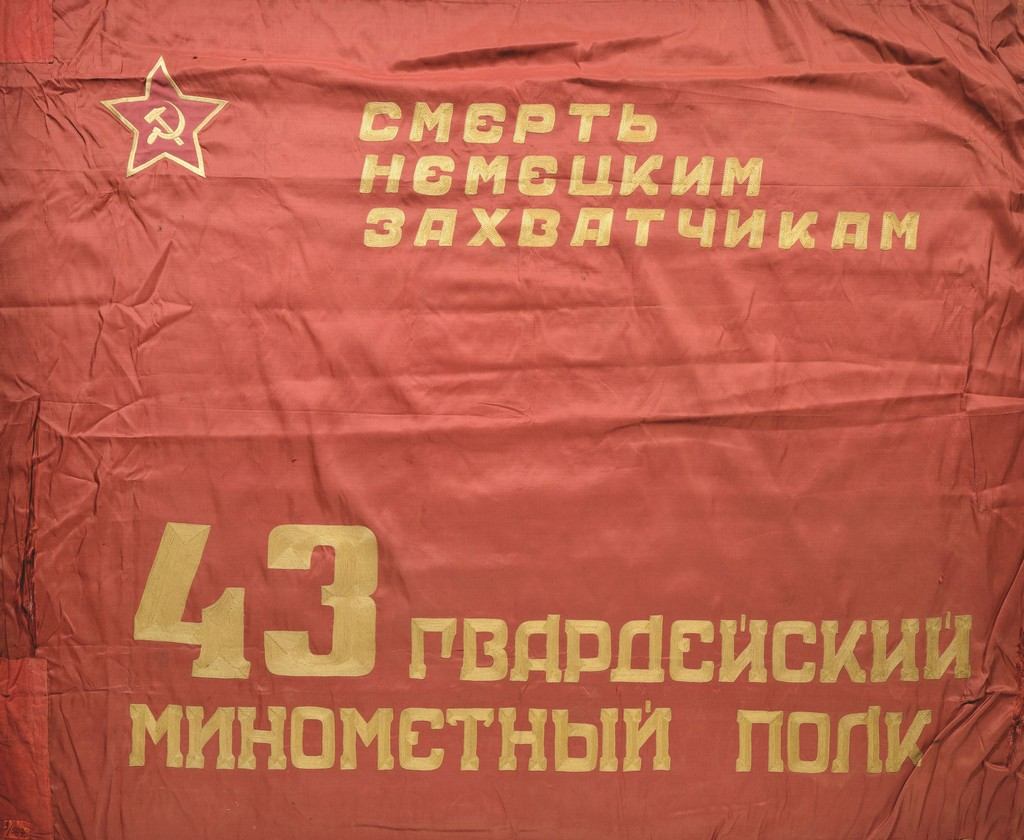 СМЕРТЬ
НЕМЕЦКИМ
ЗАХВАТЧИКАМ
43 ГВАРДЕЙСКИЙ
МИНОМЕТНЫЙ ПОЛК